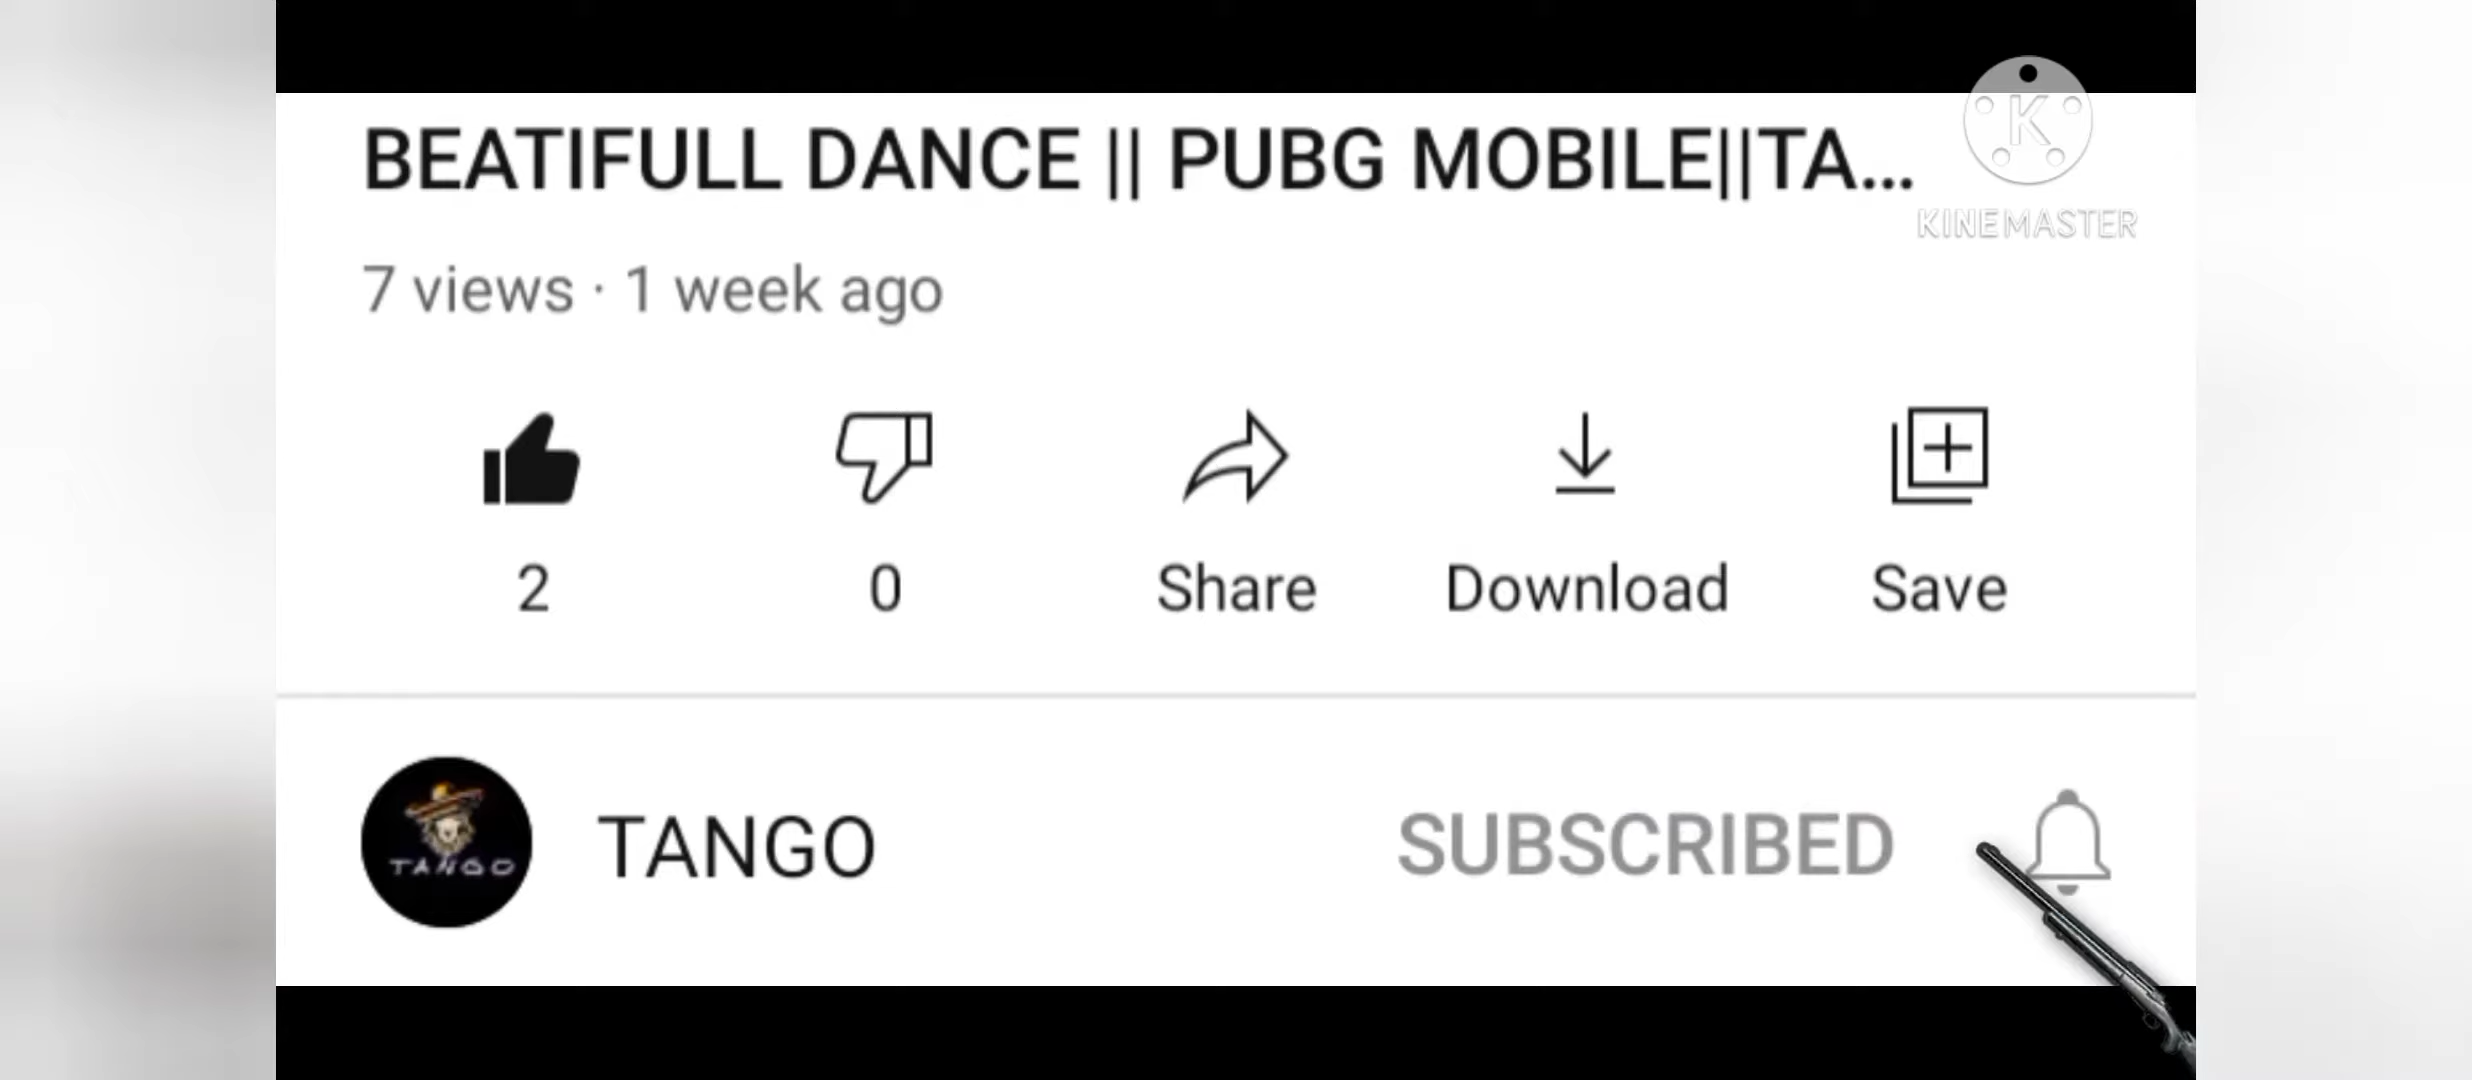 BEATIFULL DANCE || PUBG MOBILE||TA...
K
KINEMASTER
7 views · 1 week ago
2 0 Share Download Save
TANGO
TANGO SUBSCRIBED